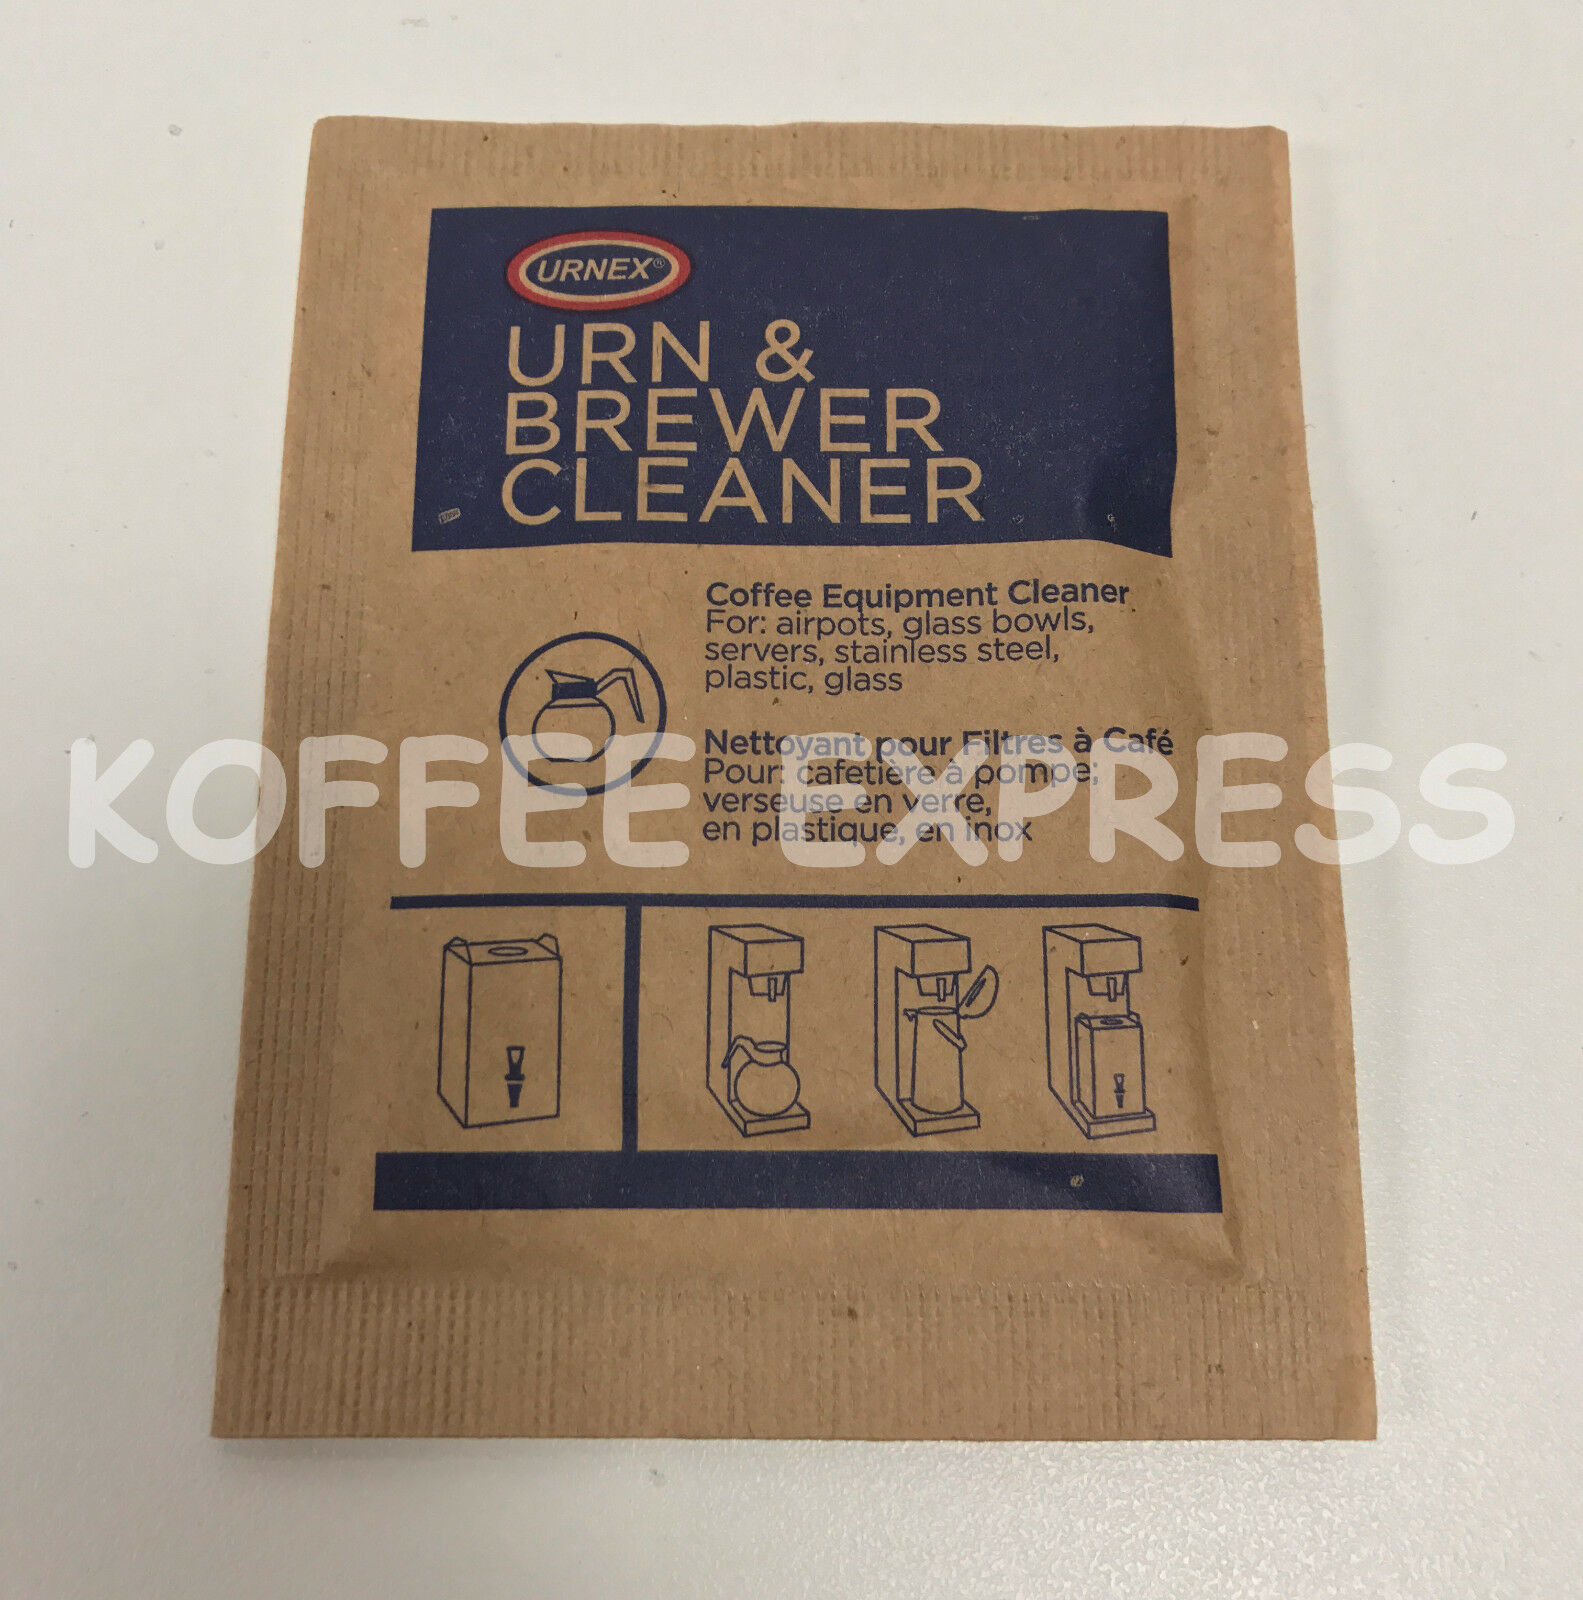 URNEX®
URN &
BREWER
CLEANER
Coffee Equipment Cleaner
For: airpots, glass bowls,
servers, stainless steel,
plastic, glass
Nettoyant pour Filtres à Café
Pour: cafetière à pompe;
verseuse en verre,
en plastique, en inox
KOFFEE EXPRESS